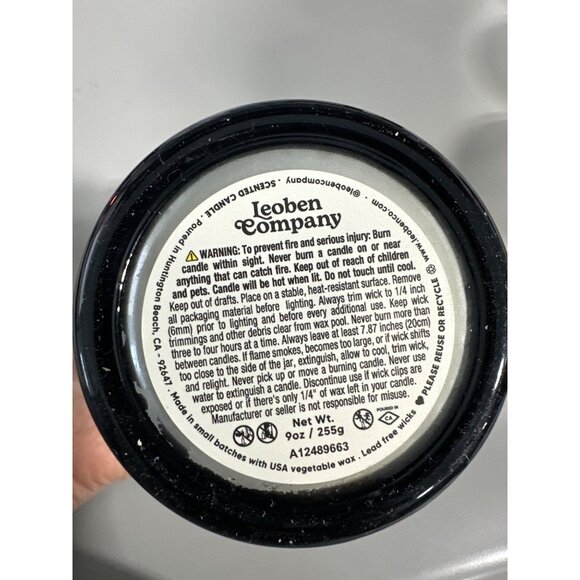 @leobencompany . SCENTED CANDLE . Poured in Huntington Beach, CA - 92647 . Made in small batches with USA vegetable wax . Lead free wicks ♥ PLEASE REUSE OR RECYCLE ♲ www.leobenco.com .
Leoben
Company
⚠ WARNING: To prevent fire and serious injury: Burn
candle within sight. Never burn a candle on or near
anything that can catch fire. Keep out of reach of children
and pets. Candle will be hot when lit. Do not touch until cool.
Keep out of drafts. Place on a stable, heat-resistant surface. Remove
all packaging material before lighting. Always trim wick to 1/4 inch
(6mm) prior to lighting and before every additional use. Keep wick
trimmings and other debris clear from wax pool. Never burn more than
three to four hours at a time. Always leave at least 7.87 inches (20cm)
between candles. If flame smokes, becomes too large, or if wick shifts
too close to the side of the jar, extinguish, allow to cool, trim wick,
and relight. Never pick up or move a burning candle. Never use
water to extinguish a candle. Discontinue use if wick clips are
exposed or if there's only 1/4" of wax left in your candle.
Manufacturer or seller is not responsible for misuse.
Net Wt.
9oz / 255g
POURED IN
CA
A12489663